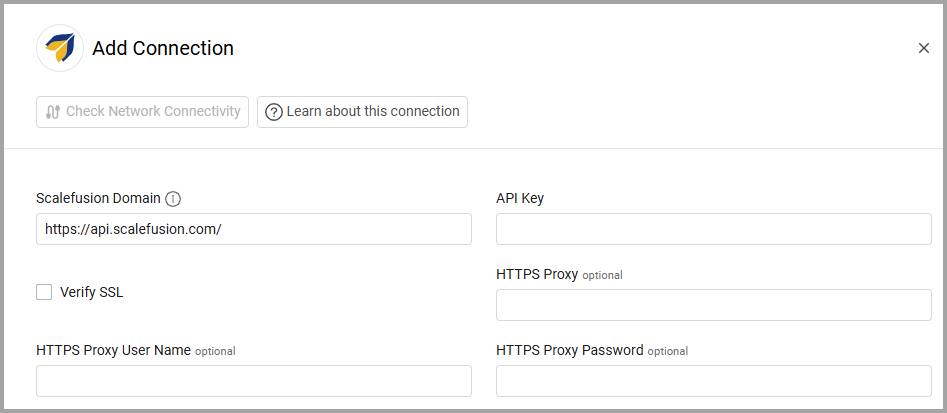 Add Connection
Check Network Connectivity
Learn about this connection
Scalefusion Domain
API Key
https://api.scalefusion.com/
HTTPS Proxy optional
Verify SSL
HTTPS Proxy User Name optional
HTTPS Proxy Password optional